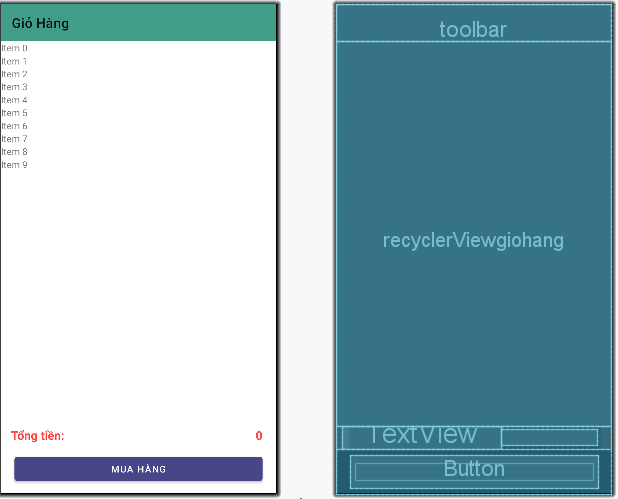 Giỏ Hàng
Item 0
Item 1
Item 2
Item 3
Item 4
Item 5
Item 6
Item 7
Item 8
Item 9
Tổng tiền:
0
MUA HÀNG
toolbar
recyclerViewgiohang
TextView
Button